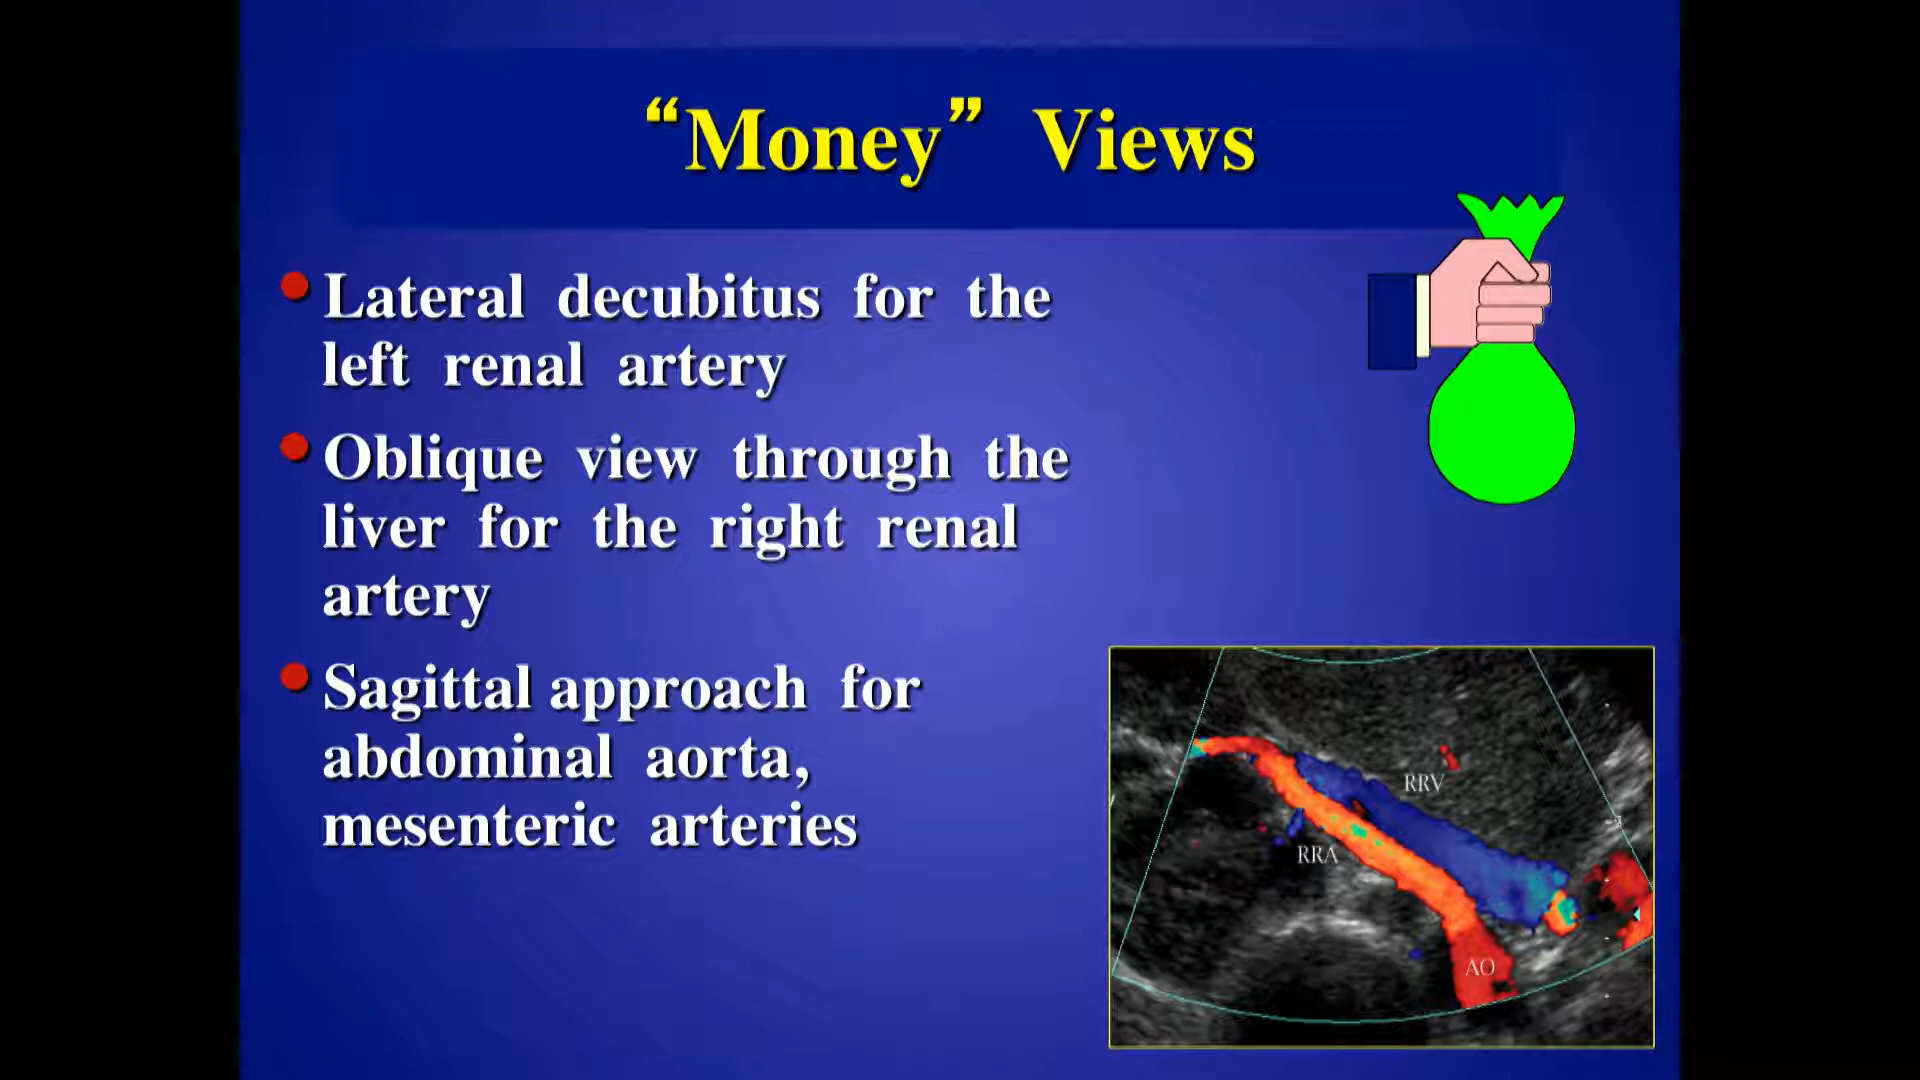 “Money” Views
• Lateral decubitus for the
left renal artery
• Oblique view through the
liver for the right renal
artery
• Sagittal approach for
abdominal aorta,
mesenteric arteries
RRV
RRA
AO